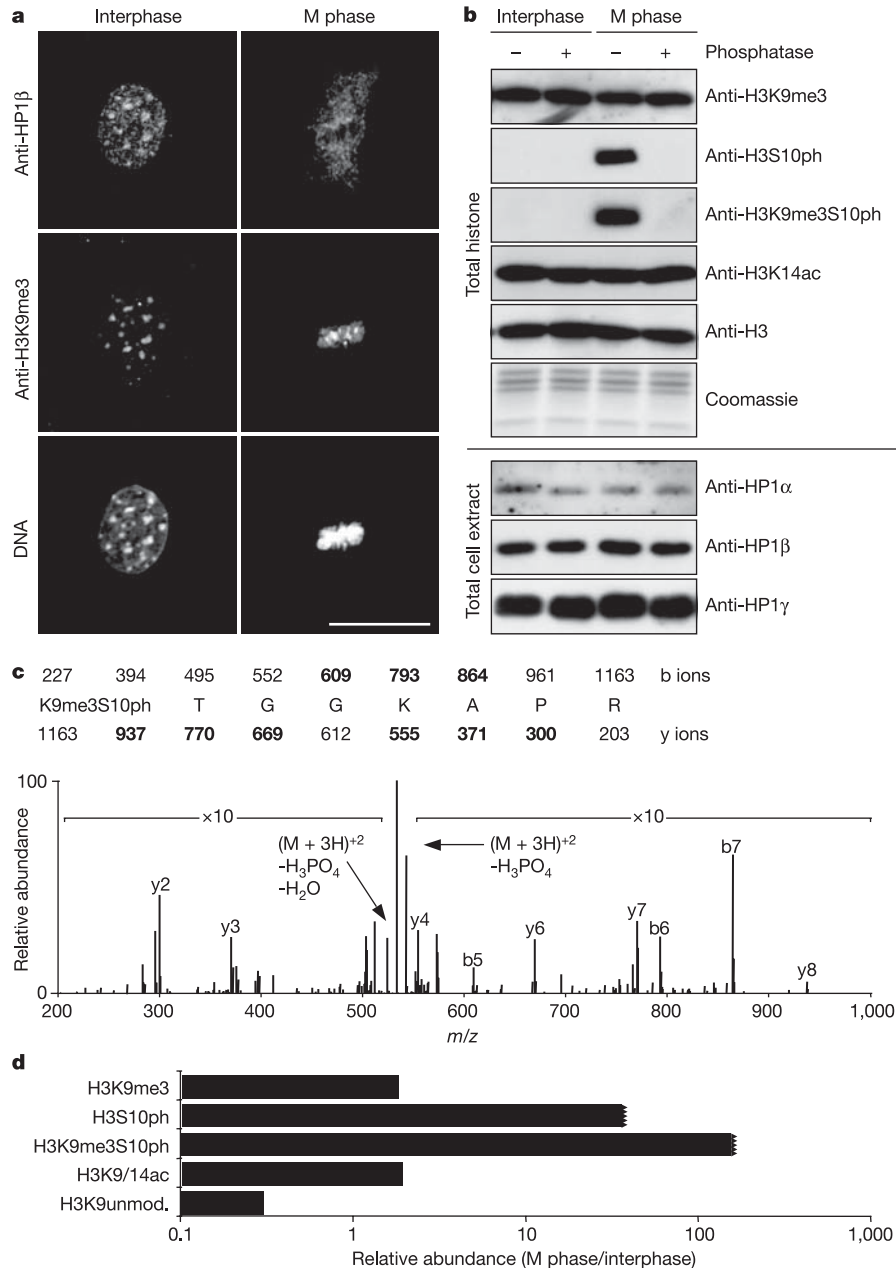 a
Interphase
M phase
Anti-HP1β
Anti-H3K9me3
DNA
b
Interphase
M phase
– + – + Phosphatase
Total histone
Anti-H3K9me3
Anti-H3S10ph
Anti-H3K9me3S10ph
Anti-H3K14ac
Anti-H3
Coomassie
Total cell extract
Anti-HP1α
Anti-HP1β
Anti-HP1γ
c
227 394 495 552 609 793 864 961 1163 b ions
K9me3S10ph T G G K A P R
1163 937 770 669 612 555 371 300 203 y ions
Relative abundance
100
0
×10
×10
(M + 3H)+2
-H3PO4
-H2O
(M + 3H)+2
-H3PO4
y2
y3
y4
b5
y6
y7
b6
b7
y8
200 300 400 500 600 700 800 900 1,000
m/z
d
H3K9me3
H3S10ph
H3K9me3S10ph
H3K9/14ac
H3K9unmod.
0.1 1 10 100 1,000
Relative abundance (M phase/interphase)